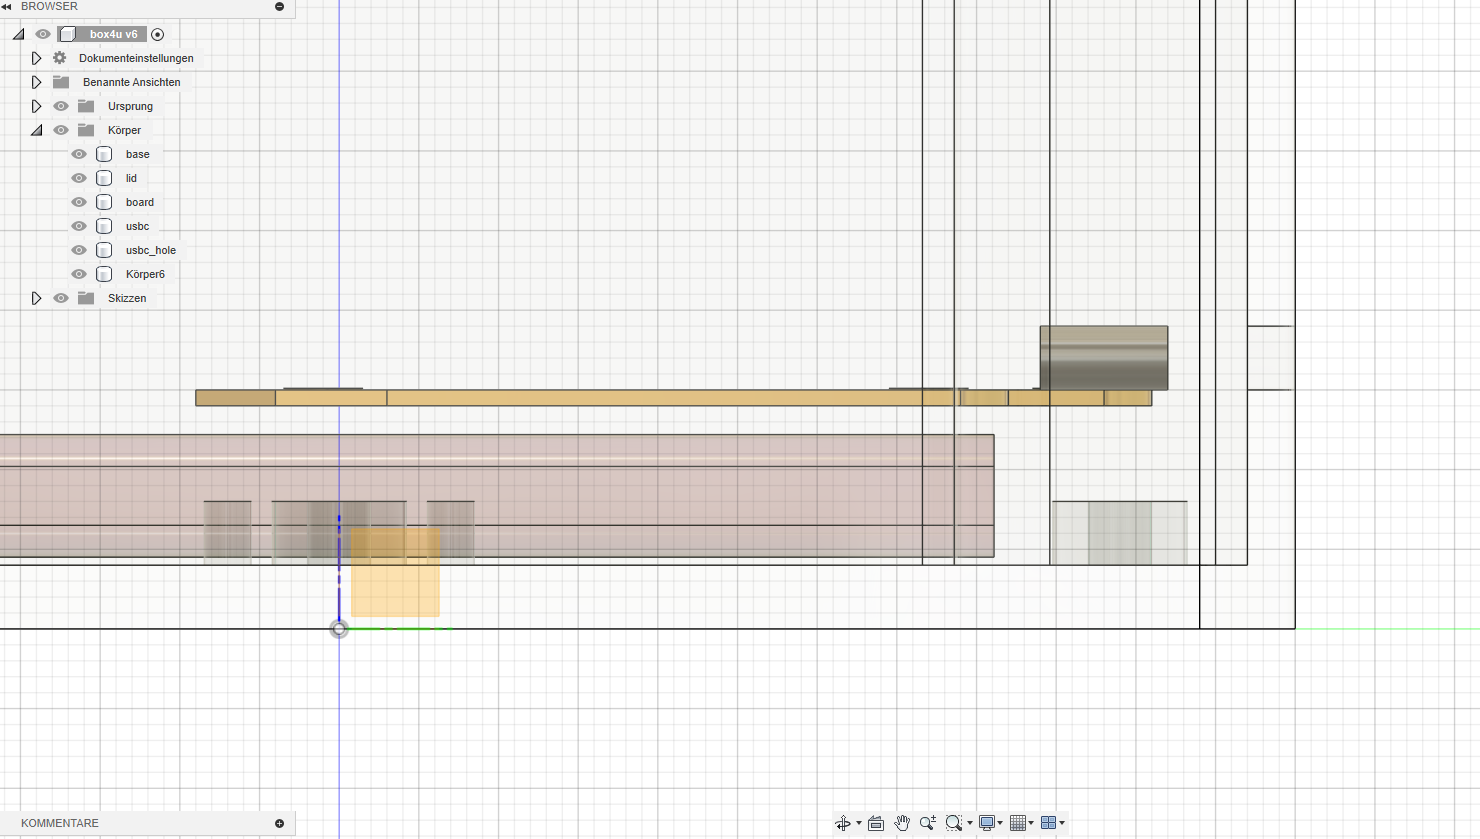 BROWSER
box4u v6
Dokumenteinstellungen
Benannte Ansichten
Ursprung
Körper
base
lid
board
usbc
usbc_hole
Körper6
Skizzen
KOMMENTARE